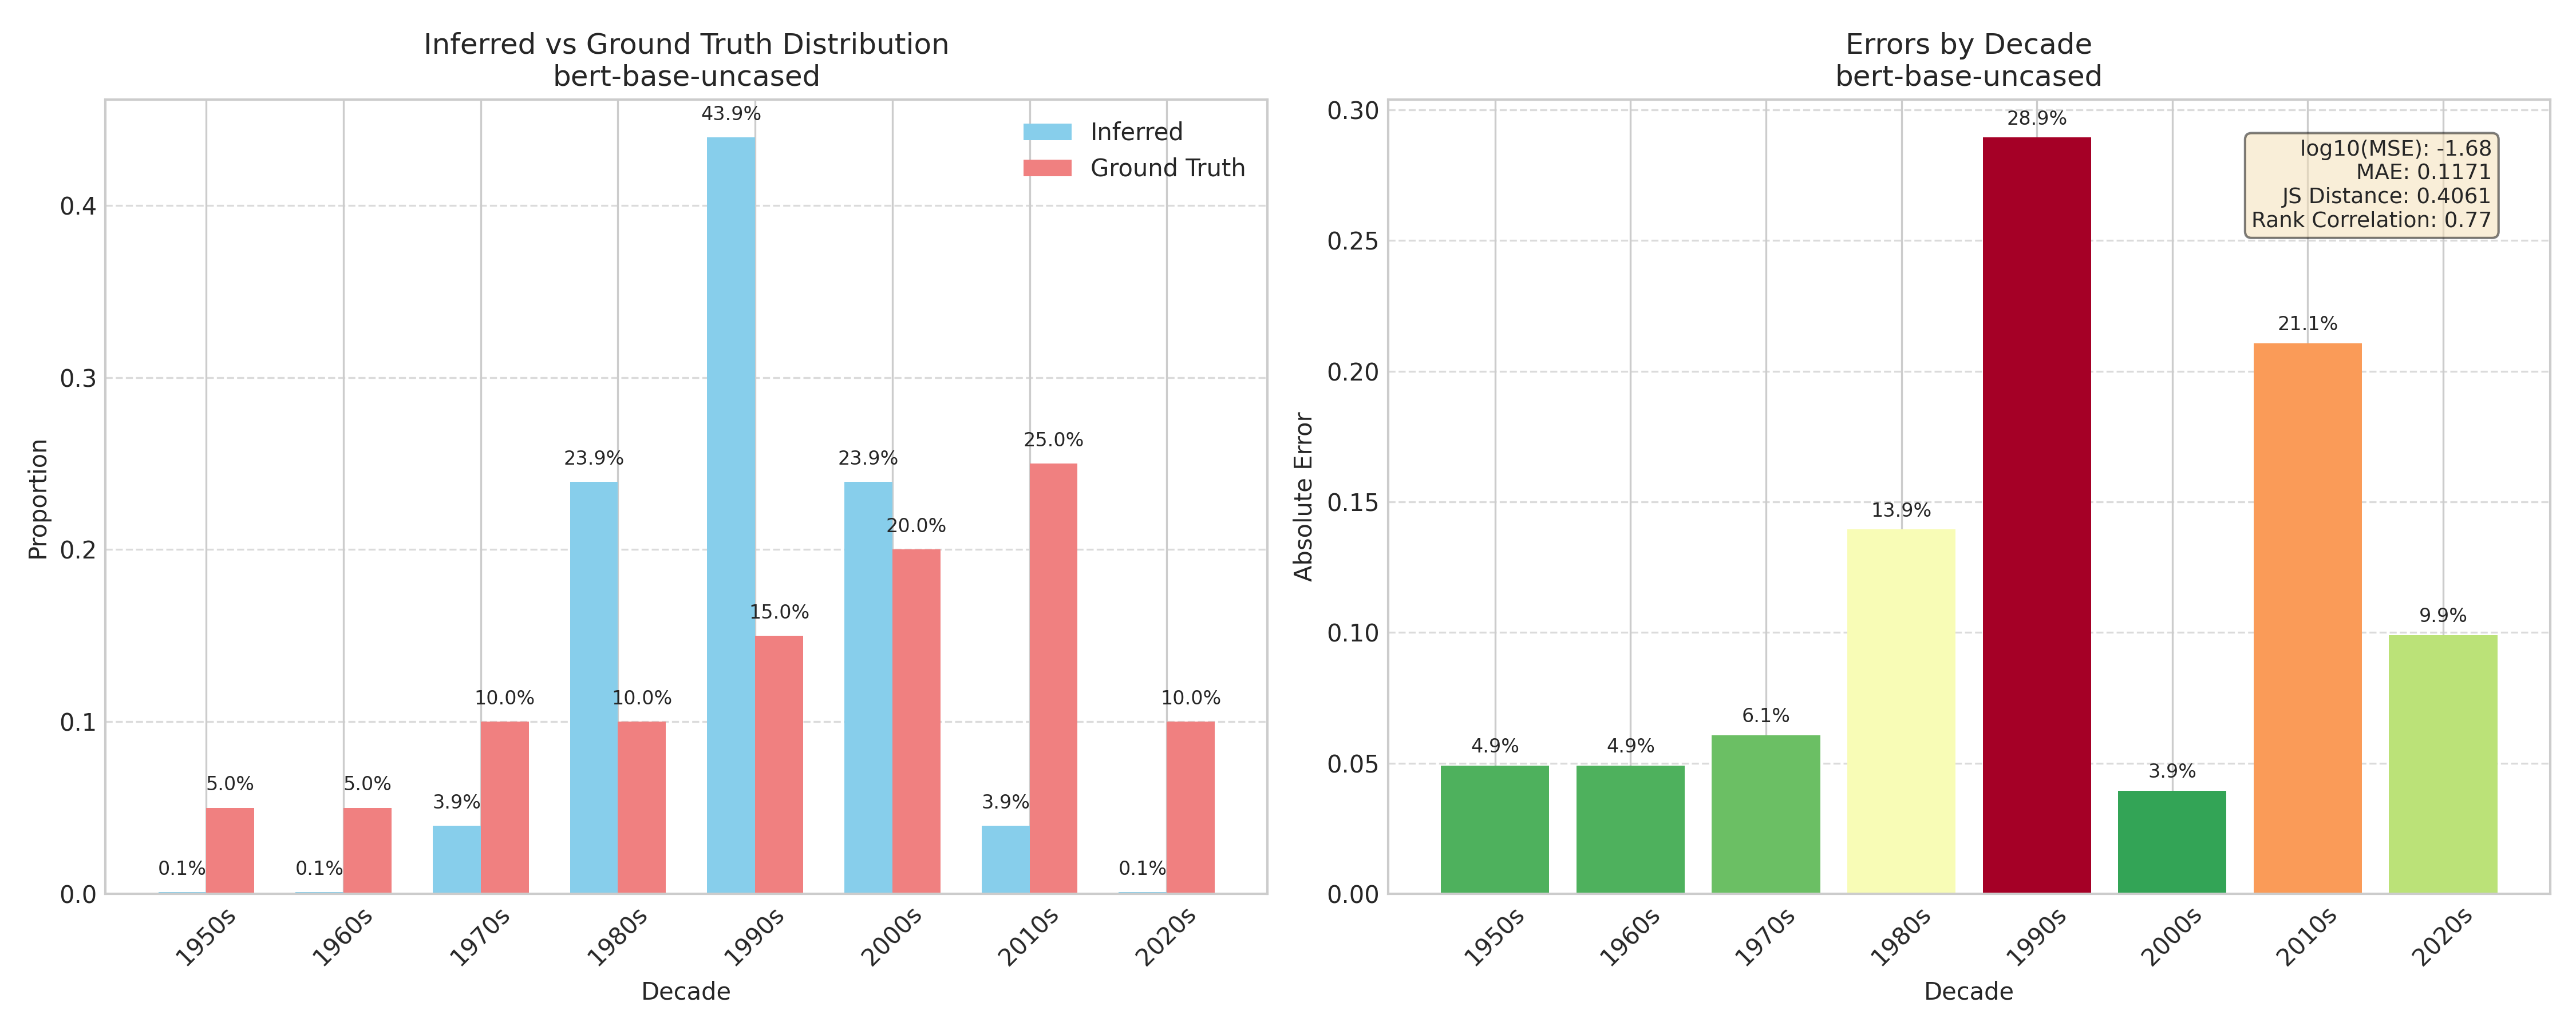 Inferred vs Ground Truth Distribution
bert-base-uncased
Inferred
Ground Truth
Proportion
0.4
0.3
0.2
0.1
0.0
0.1%
5.0%
0.1%
5.0%
3.9%
10.0%
23.9%
10.0%
43.9%
15.0%
23.9%
20.0%
3.9%
25.0%
0.1%
10.0%
1950s
1960s
1970s
1980s
1990s
2000s
2010s
2020s
Decade
Errors by Decade
bert-base-uncased
log10(MSE): -1.68
MAE: 0.1171
JS Distance: 0.4061
Rank Correlation: 0.77
Absolute Error
0.30
0.25
0.20
0.15
0.10
0.05
0.00
4.9%
4.9%
6.1%
13.9%
28.9%
3.9%
21.1%
9.9%
1950s
1960s
1970s
1980s
1990s
2000s
2010s
2020s
Decade